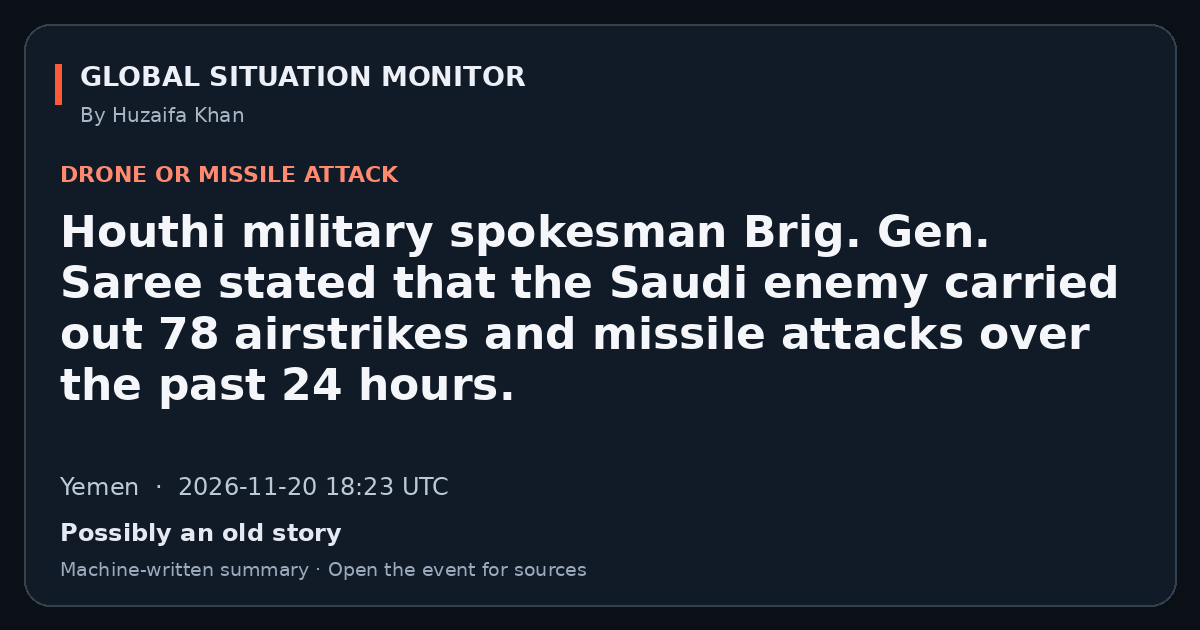 GLOBAL SITUATION MONITOR
By Huzaifa Khan
DRONE OR MISSILE ATTACK
Houthi military spokesman Brig. Gen.
Saree stated that the Saudi enemy carried
out 78 airstrikes and missile attacks over
the past 24 hours.
Yemen · 2026-11-20 18:23 UTC
Possibly an old story
Machine-written summary · Open the event for sources